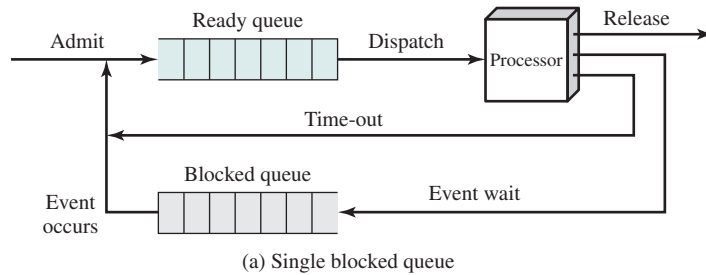 Ready queue
Release
Admit
Dispatch
Processor
Time-out
Blocked queue
Event wait
Event
occurs
(a) Single blocked queue